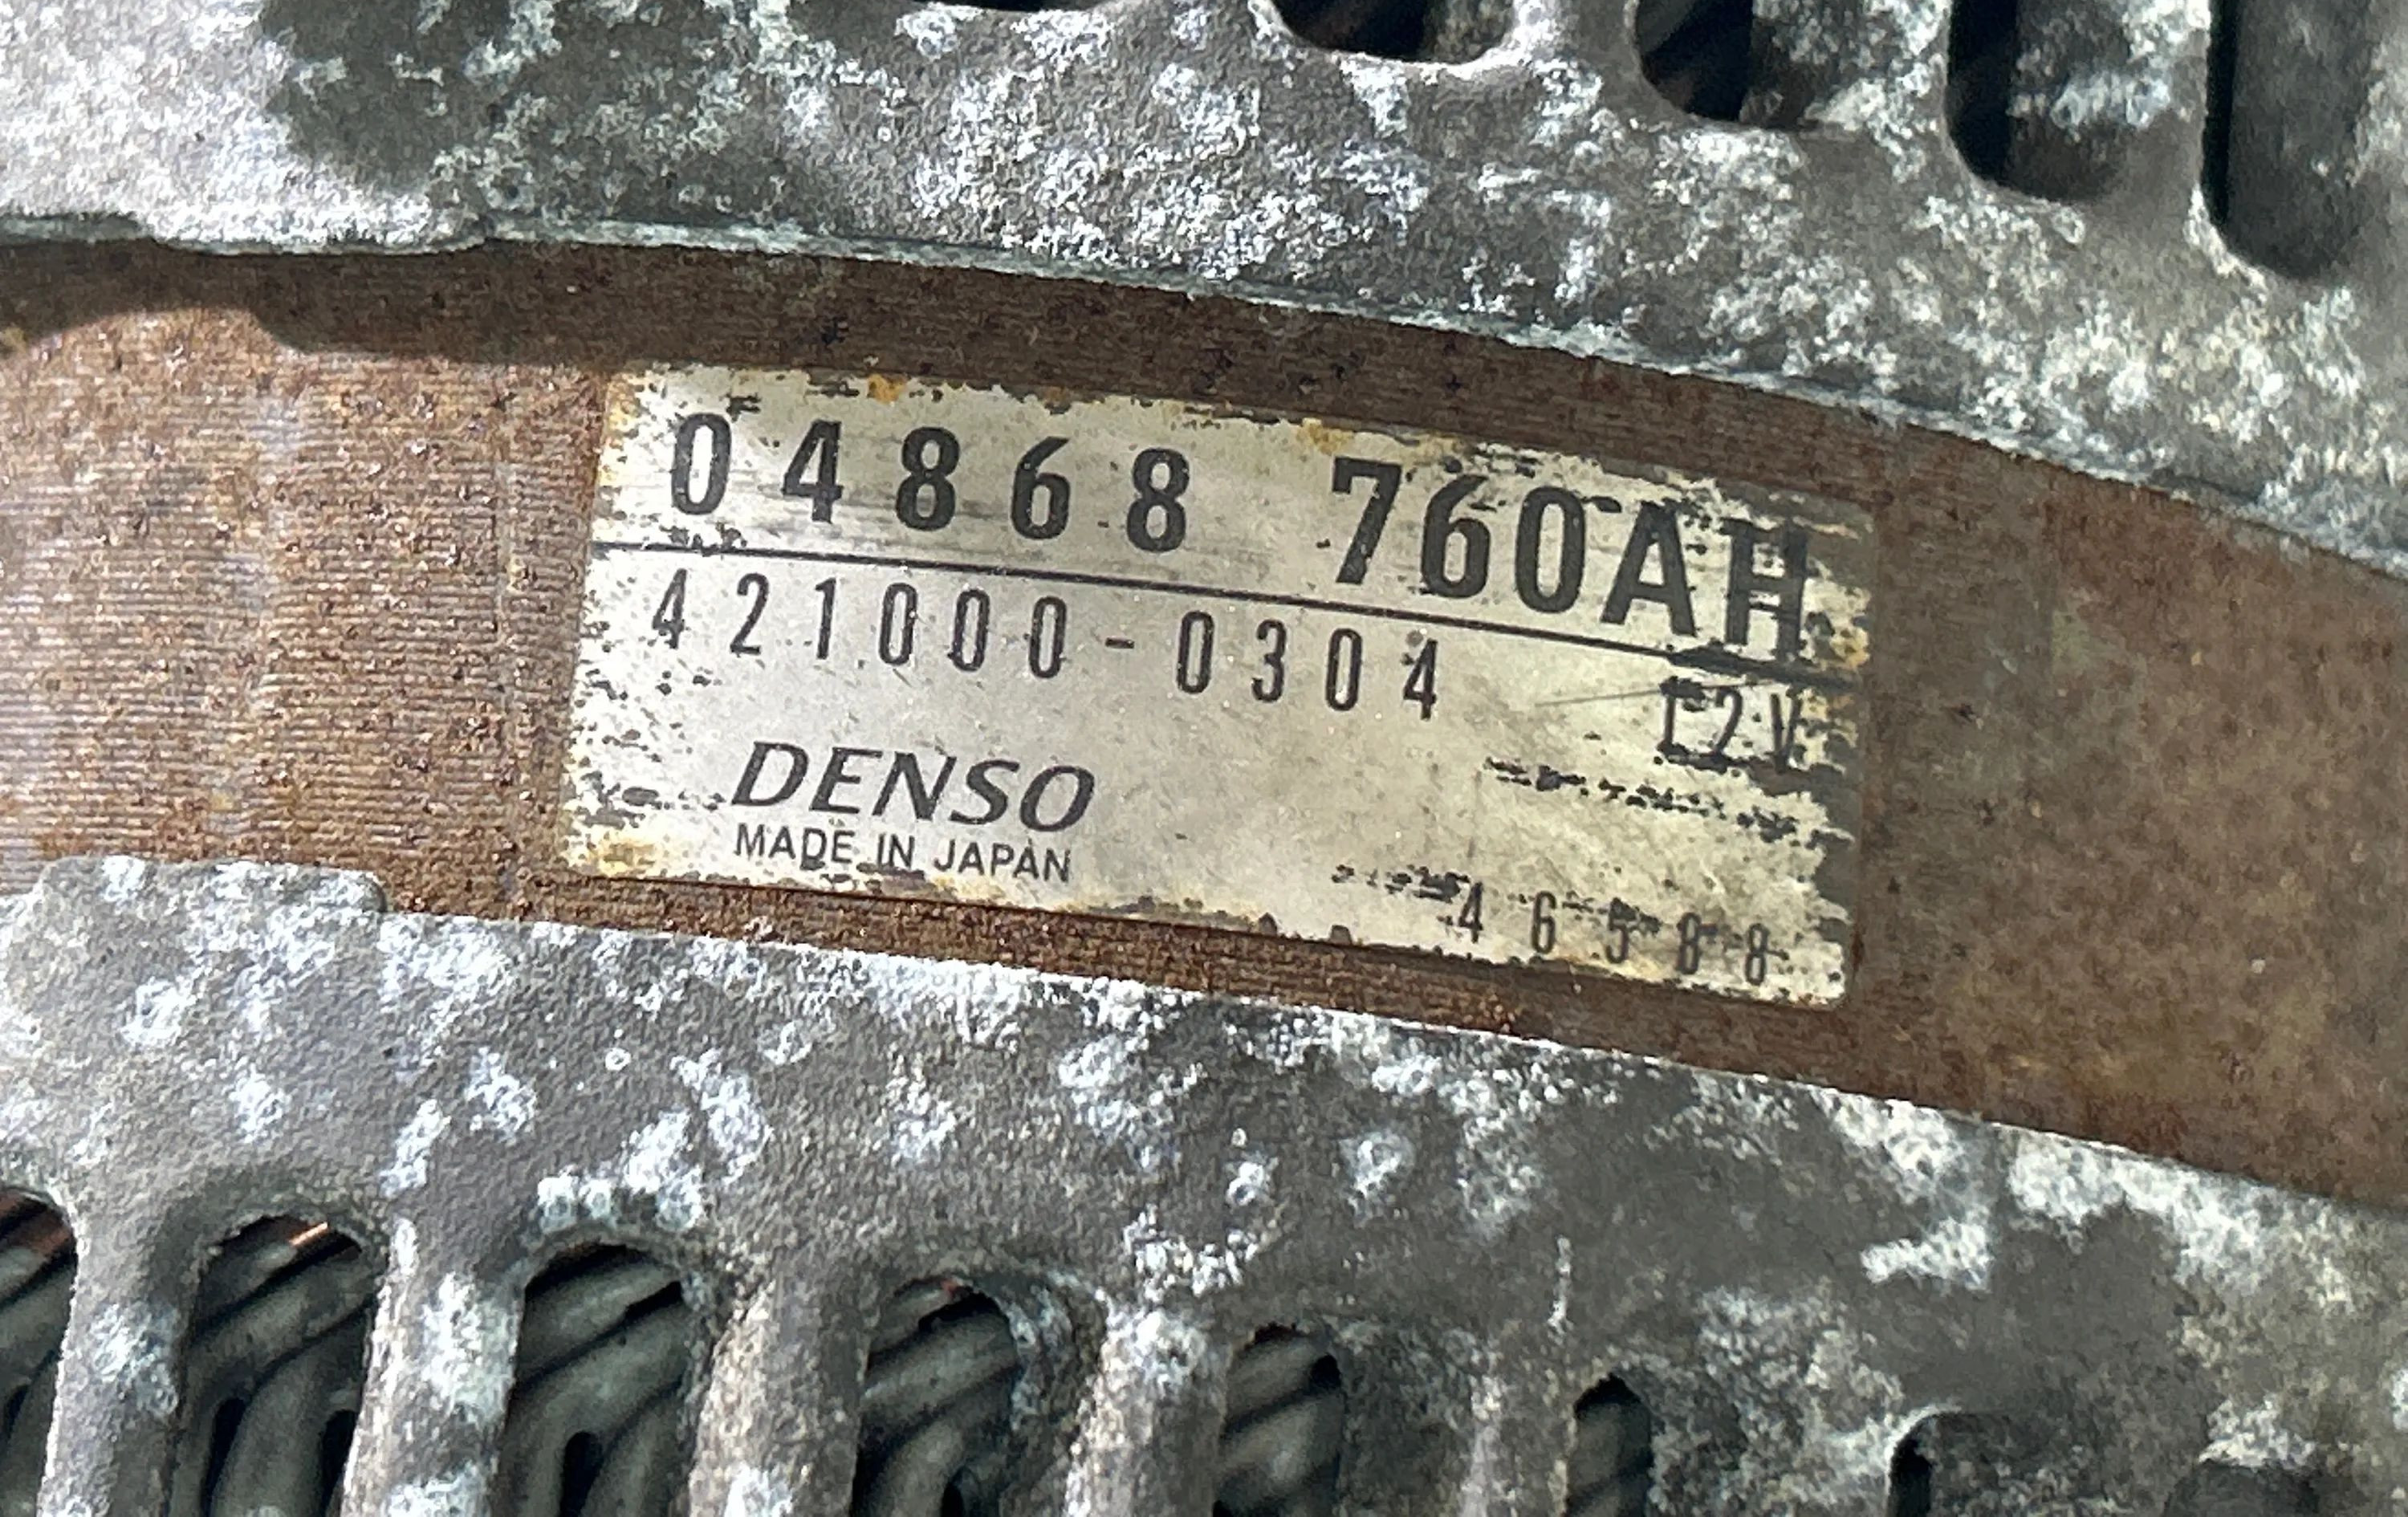 04868 760AH
421000-0304 12V
DENSO
MADE IN JAPAN
46588